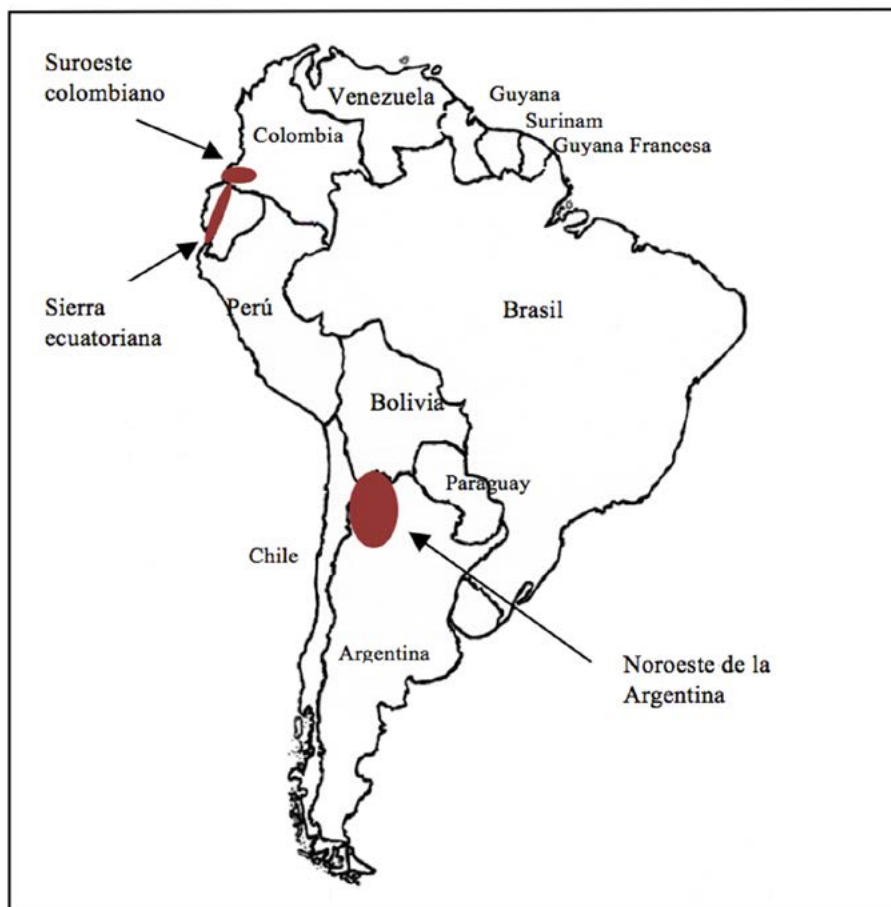 Suroeste
colombiano
Venezuela
Guyana
Surinam
Guyana Francesa
Colombia
Sierra
ecuatoriana
Perú
Brasil
Bolivia
Paraguay
Chile
Argentina
Noroeste de la
Argentina